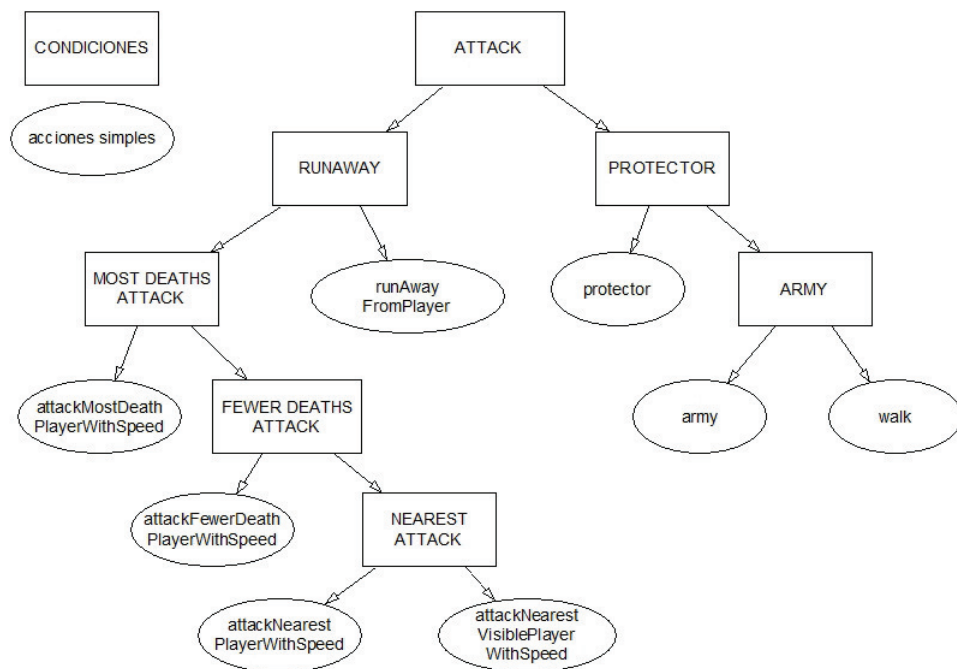 CONDICIONES
ATTACK
acciones simples
RUNAWAY
PROTECTOR
MOST DEATHS
ATTACK
runAway
FromPlayer
protector
ARMY
attackMostDeath
PlayerWithSpeed
FEWER DEATHS
ATTACK
army
walk
attackFewerDeath
PlayerWithSpeed
NEAREST
ATTACK
attackNearest
PlayerWithSpeed
attackNearest
VisiblePlayer
WithSpeed